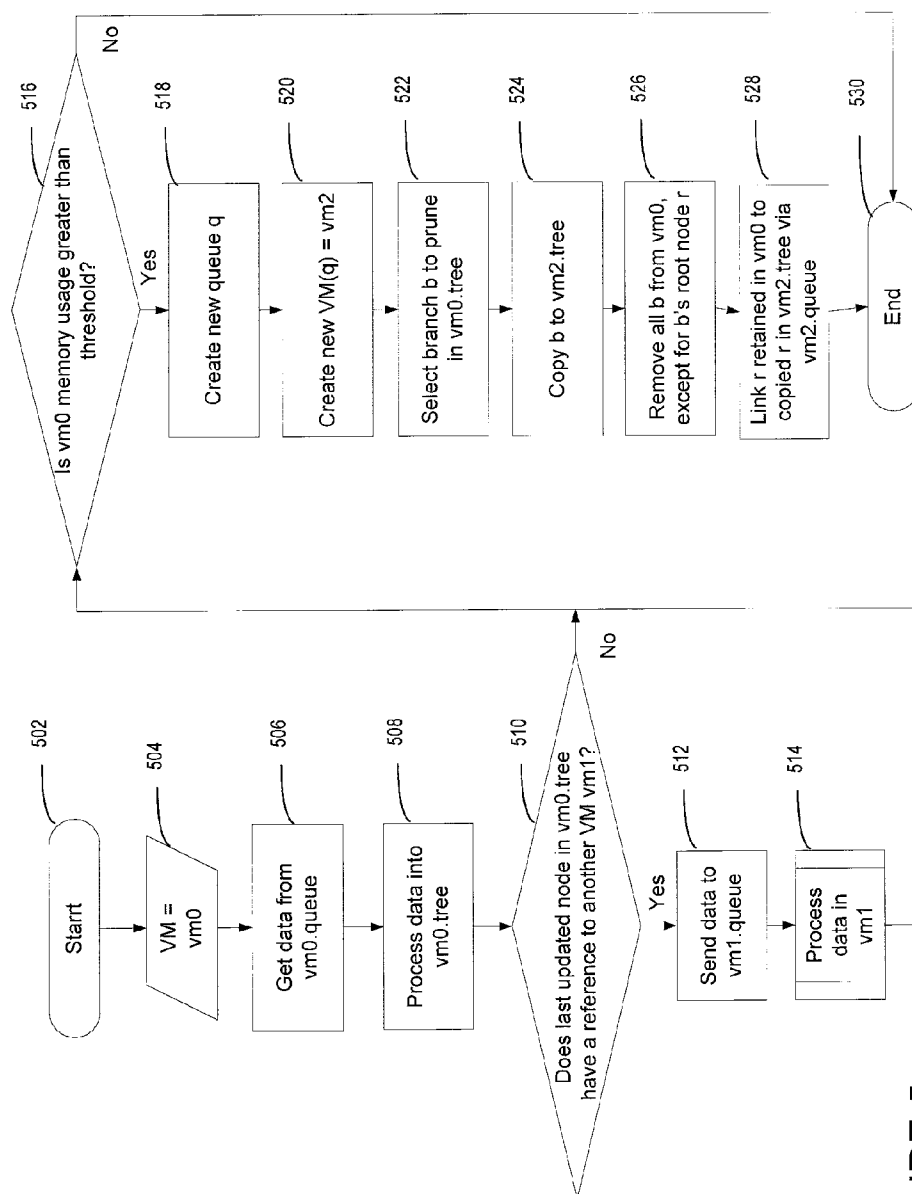 502
Starrt
504
VM =
vm0
506
Get data from
vm0.queue
508
Process data into
vm0.tree
510
Does last updated node in vm0.tree
have a reference to another VM vm1?
No
Yes
512
Send data to
vm1.queue
514
Process
data in
vm1
516
Is vm0 memory usage greater than
threshold?
No
Yes
518
Create new queue q
520
Create new VM(q) = vm2
522
Select branch b to prune
in vm0.tree
524
Copy b to vm2.tree
526
Remove all b from vm0,
except for b's root node r
528
Link r retained in vm0 to
copied r in vm2.tree via
vm2.queue
530
End